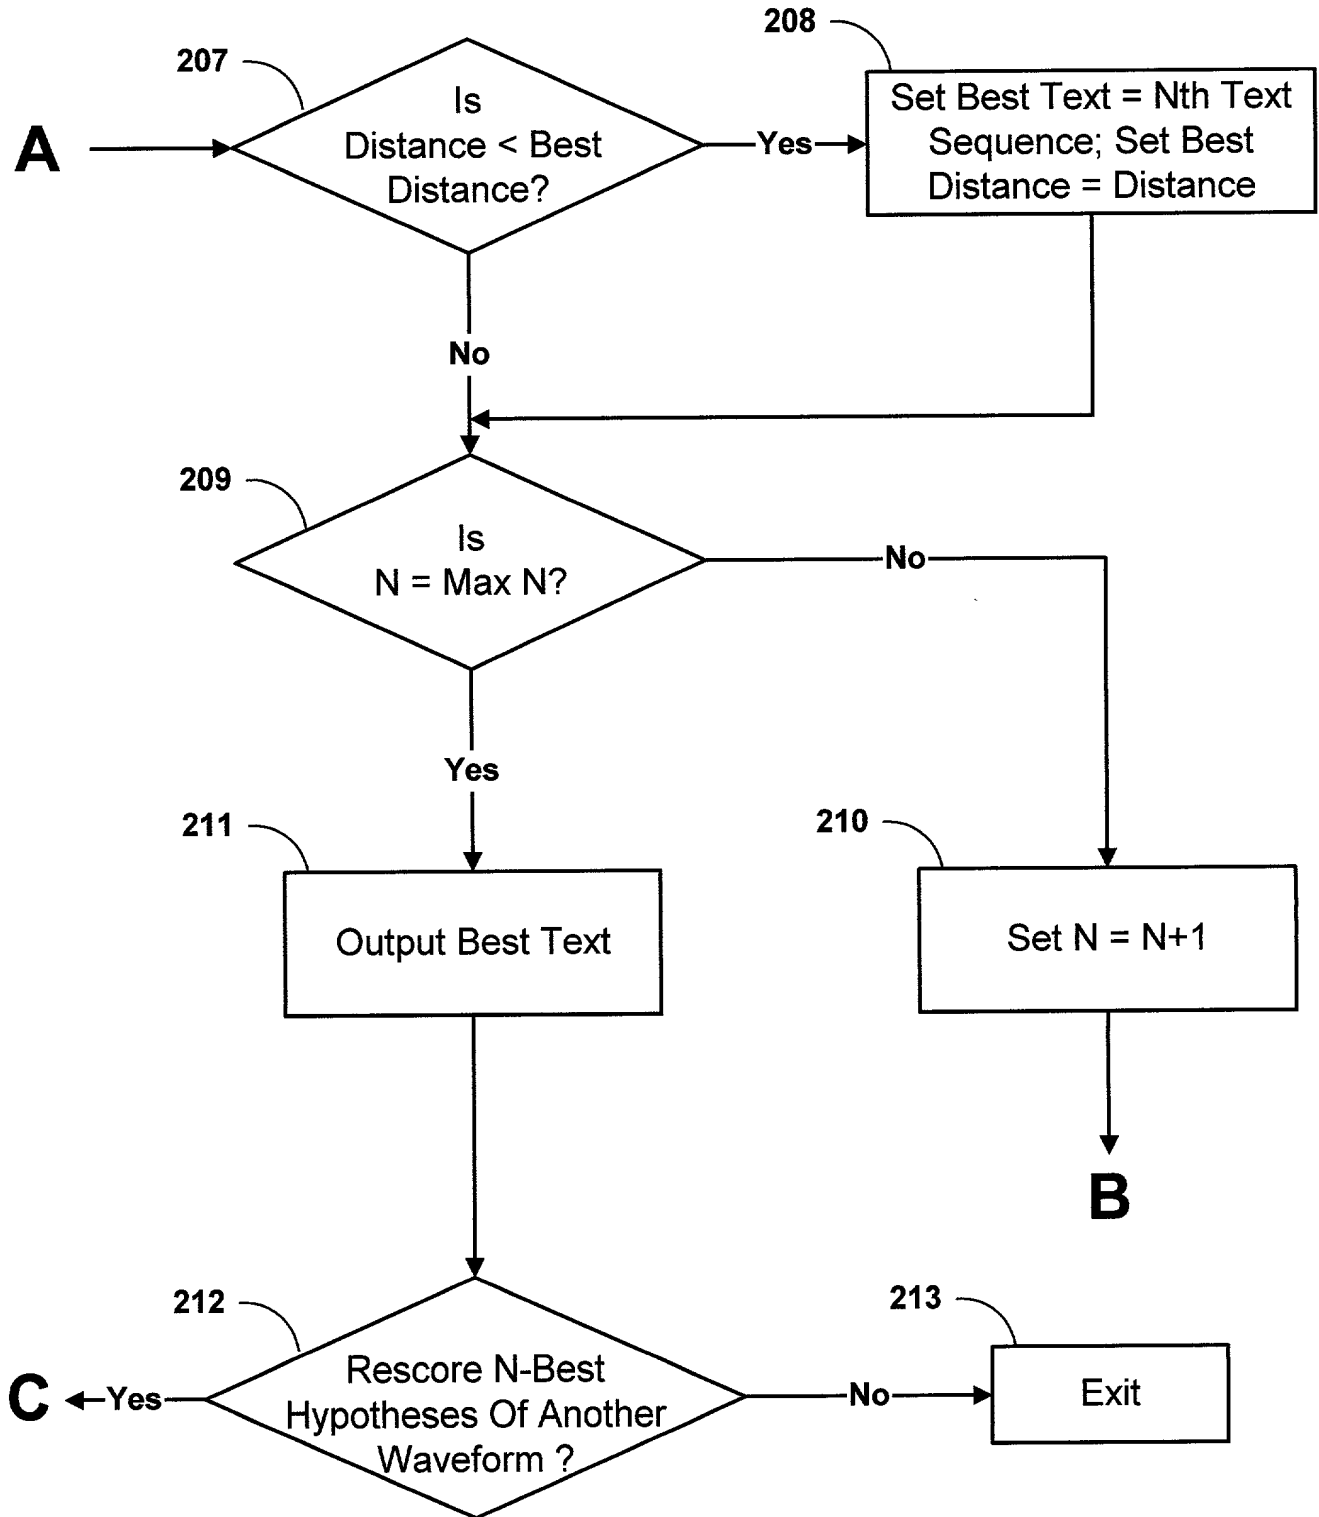 207
208
Is
Distance < Best
Distance?
A
Yes
Set Best Text = Nth Text
Sequence; Set Best
Distance = Distance
No
209
Is
N = Max N?
No
Yes
211
210
Output Best Text
Set N = N+1
B
212
213
Rescore N-Best
Hypotheses Of Another
Waveform ?
C
Yes
No
Exit